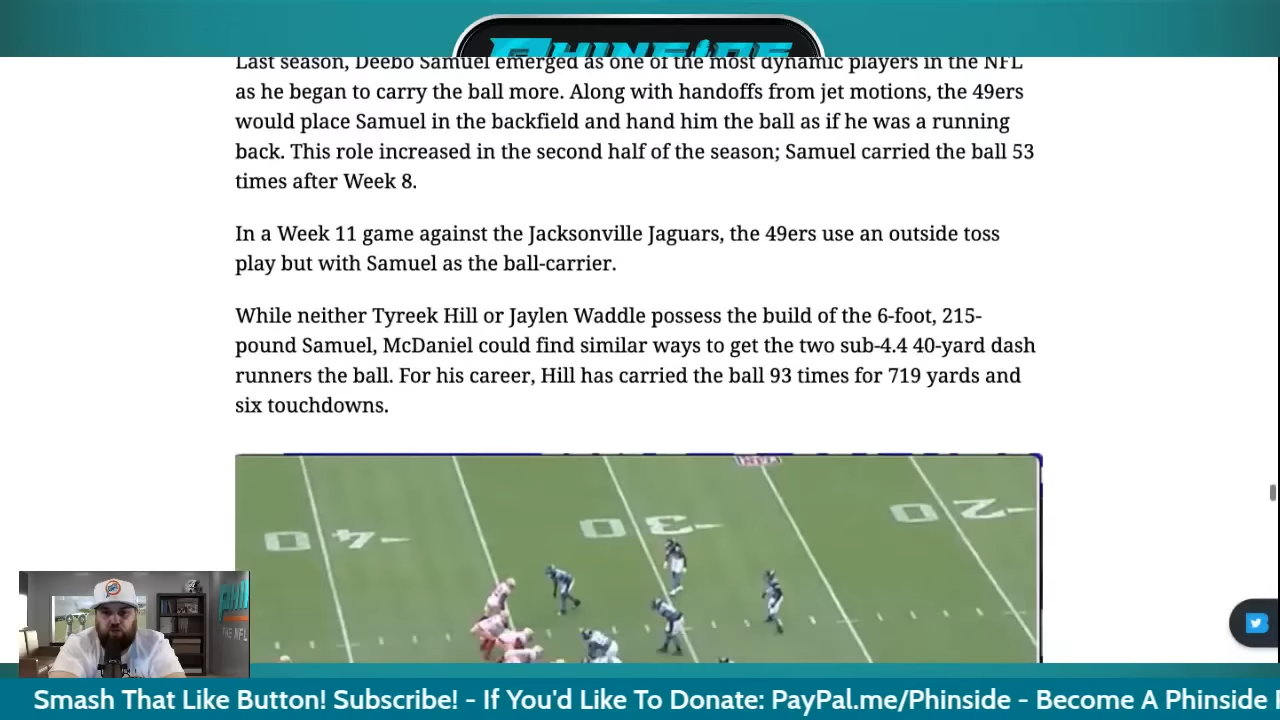 PHINSIDE
Last season, Deebo Samuel emerged as one of the most dynamic players in the NFL
as he began to carry the ball more. Along with handoffs from jet motions, the 49ers
would place Samuel in the backfield and hand him the ball as if he was a running
back. This role increased in the second half of the season; Samuel carried the ball 53
times after Week 8.
In a Week 11 game against the Jacksonville Jaguars, the 49ers use an outside toss
play but with Samuel as the ball-carrier.
While neither Tyreek Hill or Jaylen Waddle possess the build of the 6-foot, 215-
pound Samuel, McDaniel could find similar ways to get the two sub-4.4 40-yard dash
runners the ball. For his career, Hill has carried the ball 93 times for 719 yards and
six touchdowns.
NFL
40 30 20
PHIN
THE NFL
Smash That Like Button! Subscribe! - If You'd Like To Donate: PayPal.me/Phinside - Become A Phinside